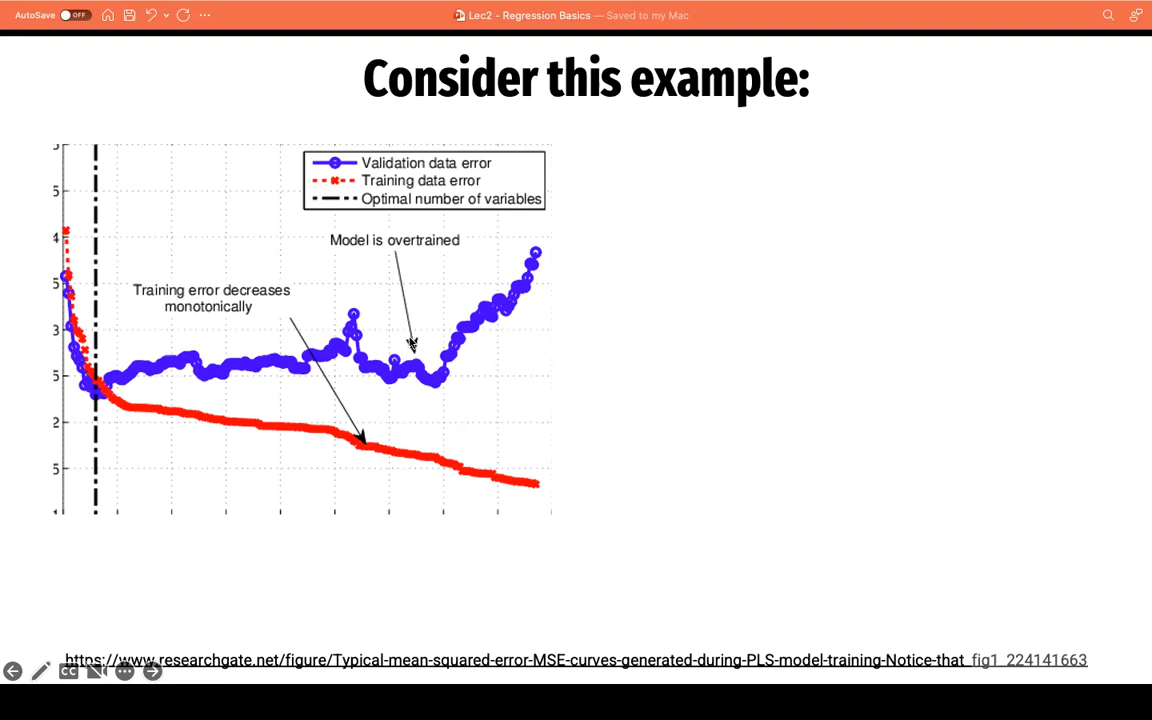 AutoSave OFF
Lec2 - Regression Basics — Saved to my Mac
Consider this example:
Validation data error
Training data error
Optimal number of variables
Model is overtrained
Training error decreases
monotonically
5
4
5
3
5
2
5
https://www.researchgate.net/figure/Typical-mean-squared-error-MSE-curves-generated-during-PLS-model-training-Notice-that_fig1_224141663
CC